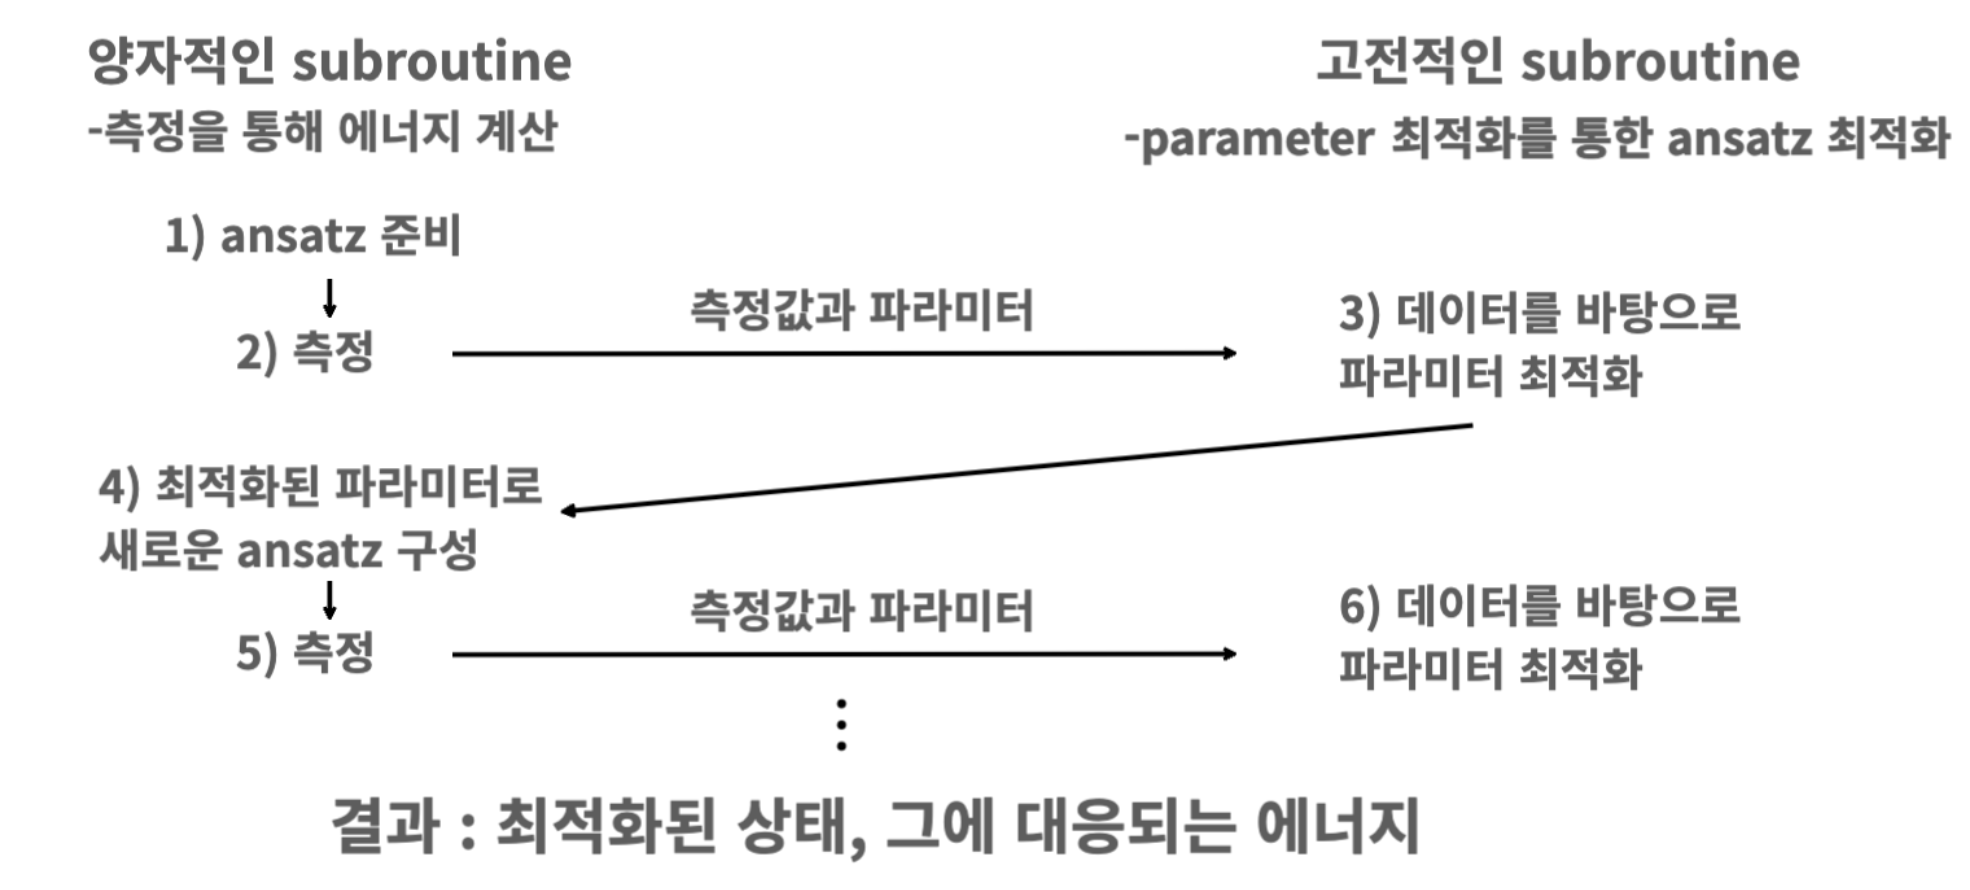 양자적인 subroutine
-측정을 통해 에너지 계산
고전적인 subroutine
-parameter 최적화를 통한 ansatz 최적화
1) ansatz 준비
2) 측정
측정값과 파라미터
3) 데이터를 바탕으로
파라미터 최적화
4) 최적화된 파라미터로
새로운 ansatz 구성
5) 측정
측정값과 파라미터
6) 데이터를 바탕으로
파라미터 최적화
결과 : 최적화된 상태, 그에 대응되는 에너지